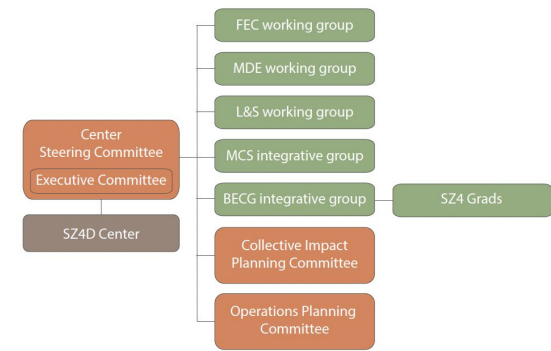 FEC working group
MDE working group
L&S working group
Center
Steering Committee
Executive Committee
MCS integrative group
BECG integrative group
SZ4 Grads
SZ4D Center
Collective Impact
Planning Committee
Operations Planning
Committee